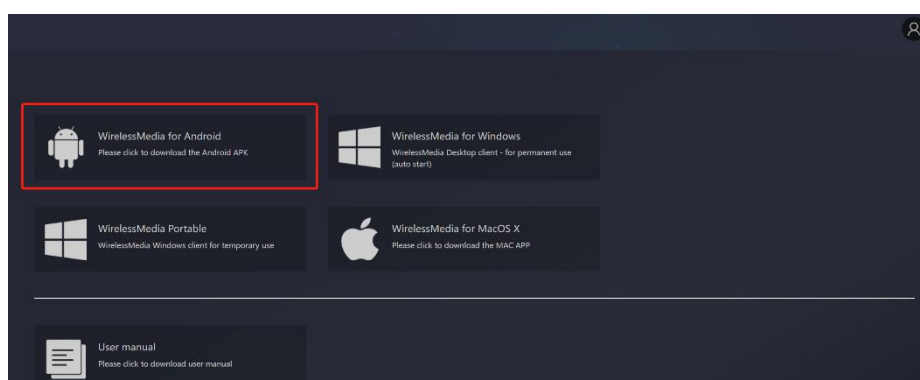 WirelessMedia for Android
Please click to download the Android APK
WirelessMedia for Windows
WirelessMedia Desktop client - for permanent use
(auto start)
WirelessMedia Portable
WirelessMedia Windows client for temporary use
WirelessMedia for MacOS X
Please click to download the MAC APP
User manual
Please click to download user manual